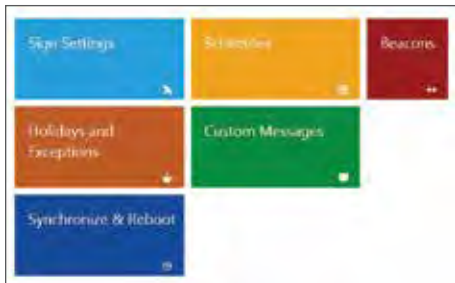 Sign Settings
Schedules
Beacons
Holidays and
Exceptions
Custom Messages
Synchronize & Reboot